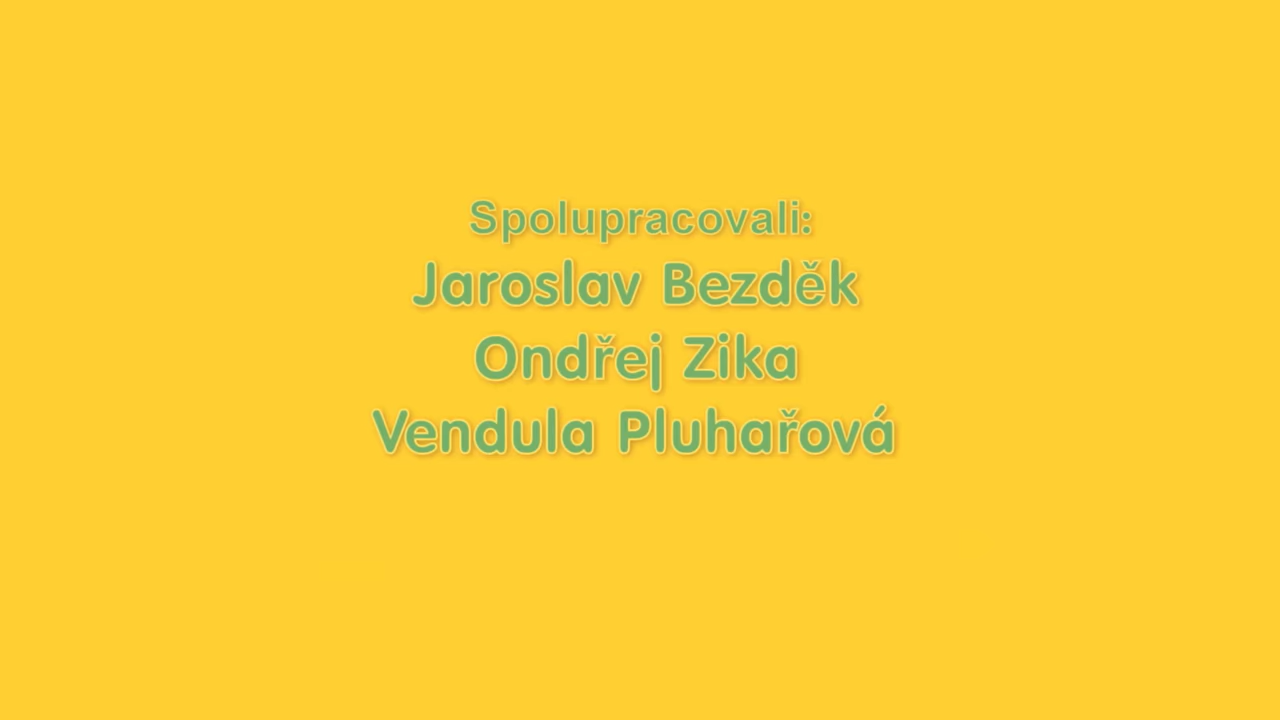 Spolupracovali:
Jaroslav Bezděk
Ondřej Zika
Vendula Pluhařová